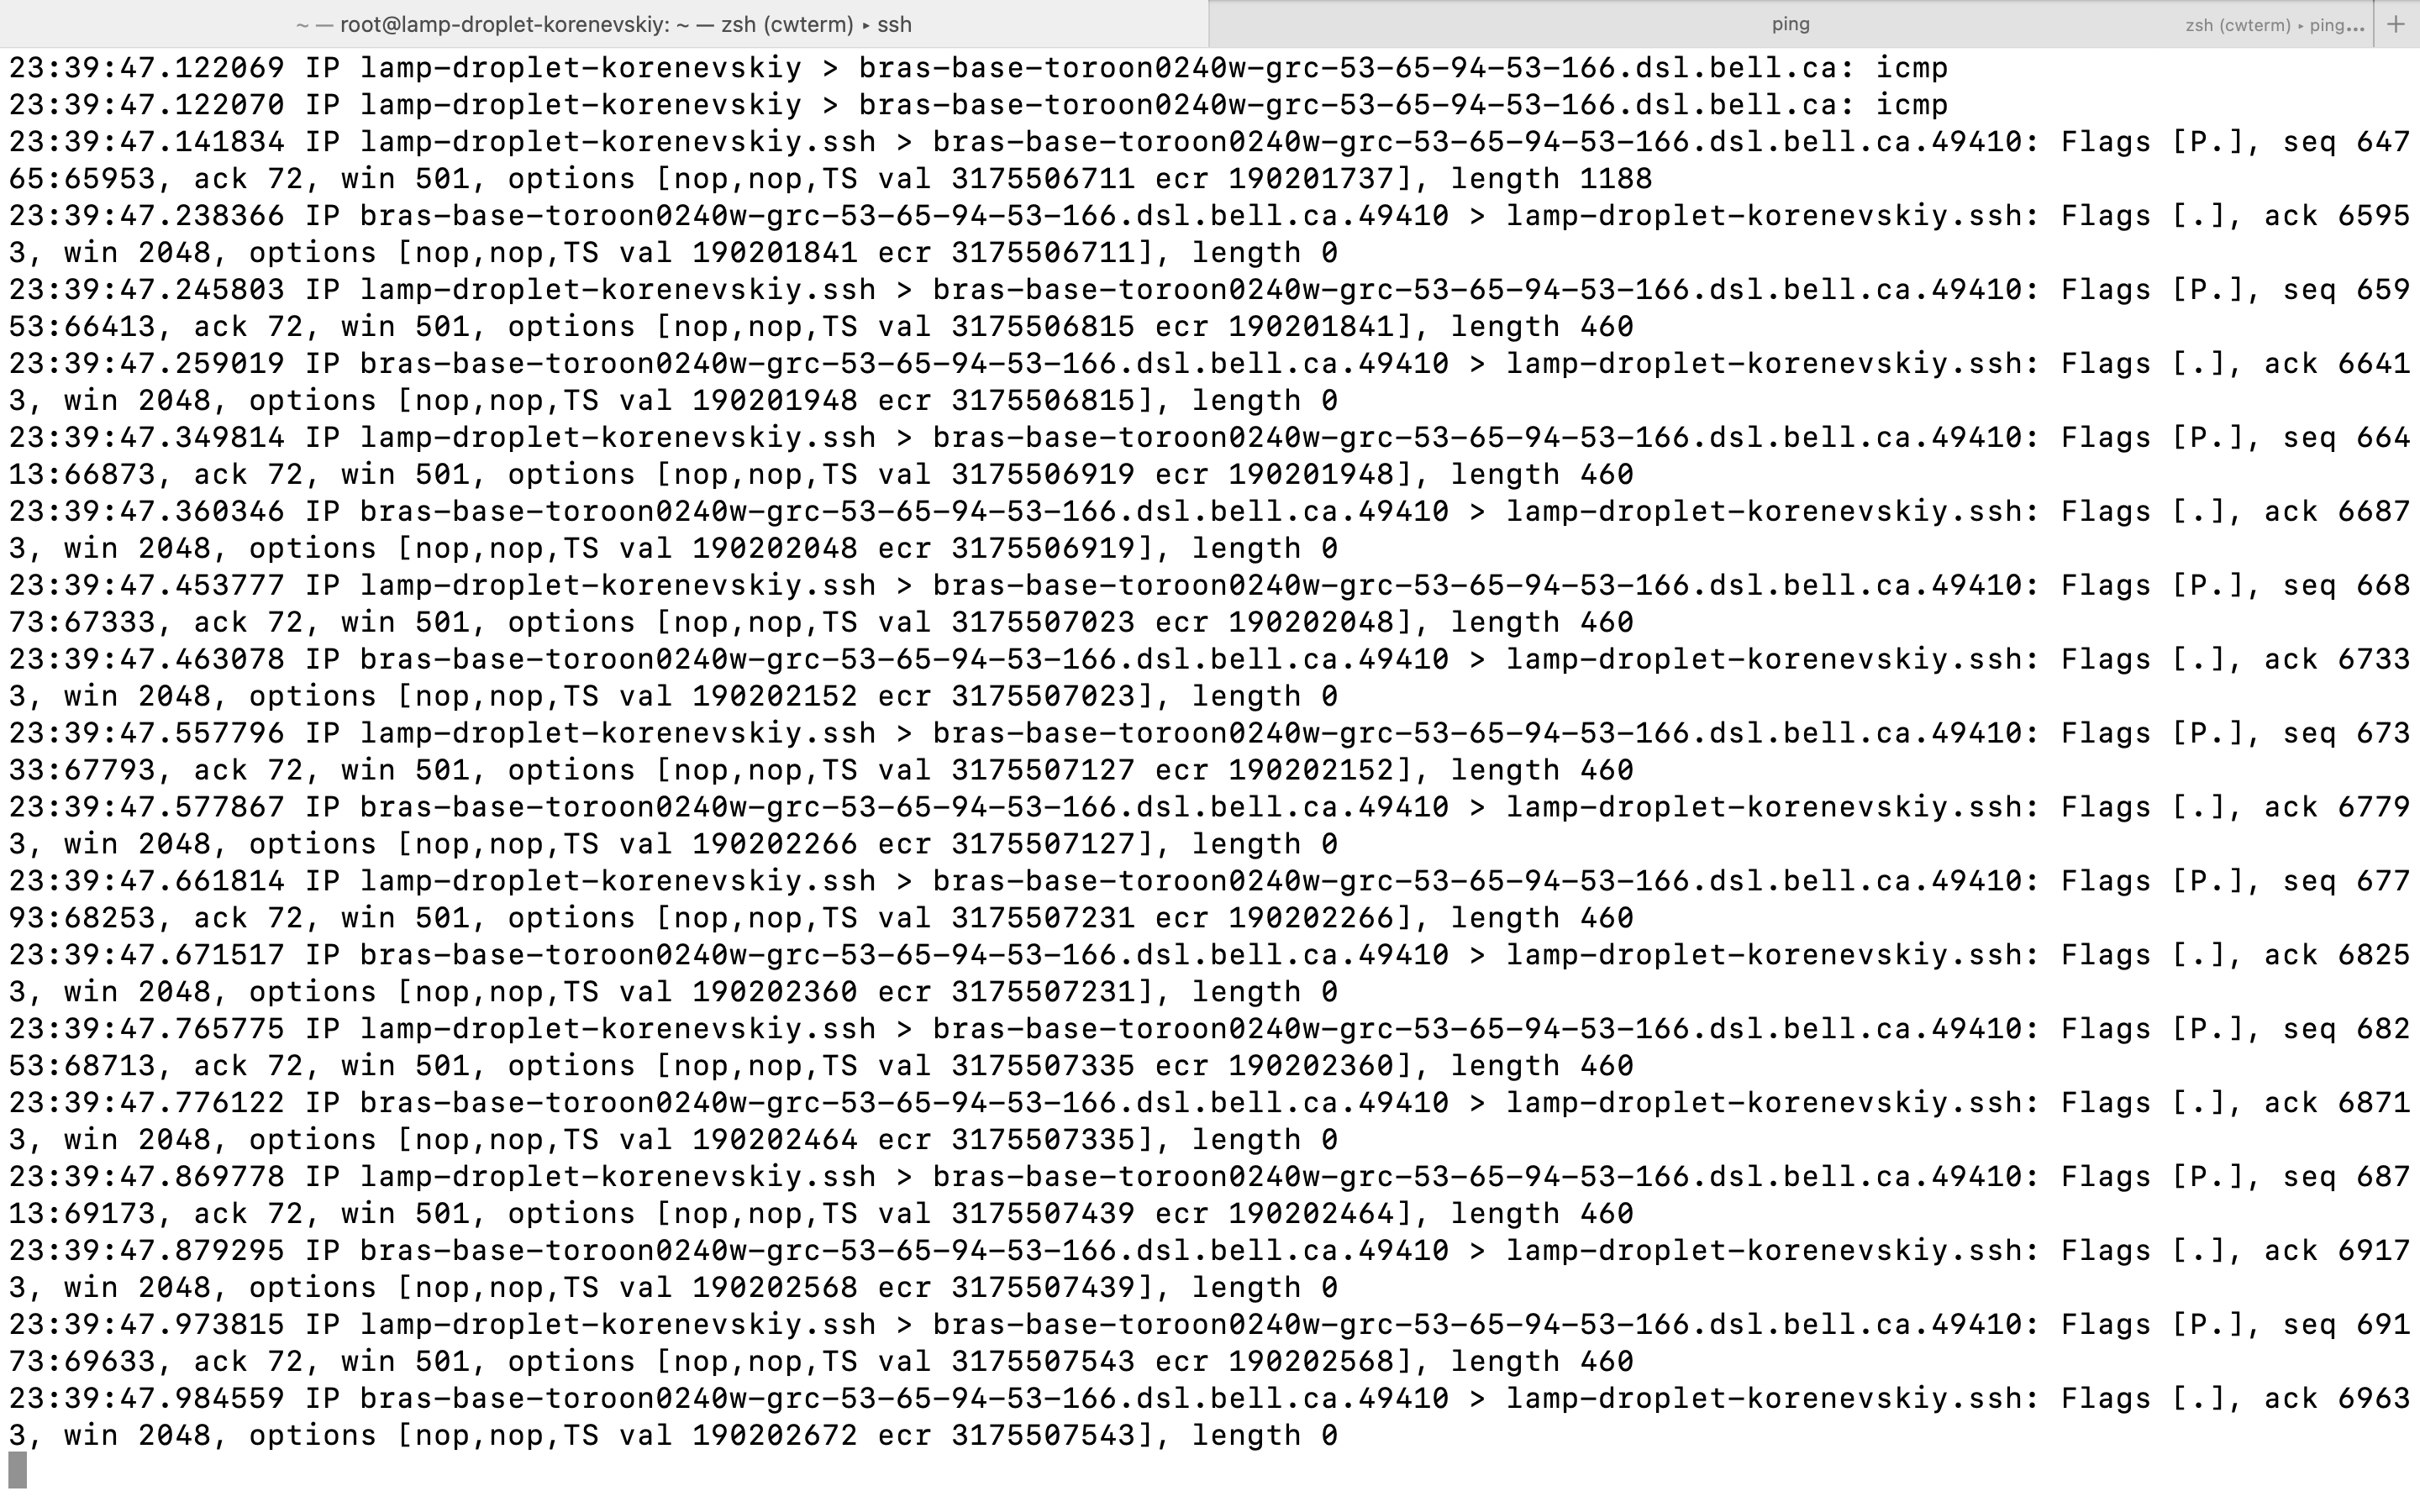 ~ — root@lamp-droplet-korenevskiy: ~ — zsh (cwterm) ▸ ssh
ping
zsh (cwterm) ▸ ping...
+
23:39:47.122069 IP lamp-droplet-korenevskiy > bras-base-toroon0240w-grc-53-65-94-53-166.dsl.bell.ca: icmp
23:39:47.122070 IP lamp-droplet-korenevskiy > bras-base-toroon0240w-grc-53-65-94-53-166.dsl.bell.ca: icmp
23:39:47.141834 IP lamp-droplet-korenevskiy.ssh > bras-base-toroon0240w-grc-53-65-94-53-166.dsl.bell.ca.49410: Flags [P.], seq 647
65:65953, ack 72, win 501, options [nop,nop,TS val 3175506711 ecr 190201737], length 1188
23:39:47.238366 IP bras-base-toroon0240w-grc-53-65-94-53-166.dsl.bell.ca.49410 > lamp-droplet-korenevskiy.ssh: Flags [.], ack 6595
3, win 2048, options [nop,nop,TS val 190201841 ecr 3175506711], length 0
23:39:47.245803 IP lamp-droplet-korenevskiy.ssh > bras-base-toroon0240w-grc-53-65-94-53-166.dsl.bell.ca.49410: Flags [P.], seq 659
53:66413, ack 72, win 501, options [nop,nop,TS val 3175506815 ecr 190201841], length 460
23:39:47.259019 IP bras-base-toroon0240w-grc-53-65-94-53-166.dsl.bell.ca.49410 > lamp-droplet-korenevskiy.ssh: Flags [.], ack 6641
3, win 2048, options [nop,nop,TS val 190201948 ecr 3175506815], length 0
23:39:47.349814 IP lamp-droplet-korenevskiy.ssh > bras-base-toroon0240w-grc-53-65-94-53-166.dsl.bell.ca.49410: Flags [P.], seq 664
13:66873, ack 72, win 501, options [nop,nop,TS val 3175506919 ecr 190201948], length 460
23:39:47.360346 IP bras-base-toroon0240w-grc-53-65-94-53-166.dsl.bell.ca.49410 > lamp-droplet-korenevskiy.ssh: Flags [.], ack 6687
3, win 2048, options [nop,nop,TS val 190202048 ecr 3175506919], length 0
23:39:47.453777 IP lamp-droplet-korenevskiy.ssh > bras-base-toroon0240w-grc-53-65-94-53-166.dsl.bell.ca.49410: Flags [P.], seq 668
73:67333, ack 72, win 501, options [nop,nop,TS val 3175507023 ecr 190202048], length 460
23:39:47.463078 IP bras-base-toroon0240w-grc-53-65-94-53-166.dsl.bell.ca.49410 > lamp-droplet-korenevskiy.ssh: Flags [.], ack 6733
3, win 2048, options [nop,nop,TS val 190202152 ecr 3175507023], length 0
23:39:47.557796 IP lamp-droplet-korenevskiy.ssh > bras-base-toroon0240w-grc-53-65-94-53-166.dsl.bell.ca.49410: Flags [P.], seq 673
33:67793, ack 72, win 501, options [nop,nop,TS val 3175507127 ecr 190202152], length 460
23:39:47.577867 IP bras-base-toroon0240w-grc-53-65-94-53-166.dsl.bell.ca.49410 > lamp-droplet-korenevskiy.ssh: Flags [.], ack 6779
3, win 2048, options [nop,nop,TS val 190202266 ecr 3175507127], length 0
23:39:47.661814 IP lamp-droplet-korenevskiy.ssh > bras-base-toroon0240w-grc-53-65-94-53-166.dsl.bell.ca.49410: Flags [P.], seq 677
93:68253, ack 72, win 501, options [nop,nop,TS val 3175507231 ecr 190202266], length 460
23:39:47.671517 IP bras-base-toroon0240w-grc-53-65-94-53-166.dsl.bell.ca.49410 > lamp-droplet-korenevskiy.ssh: Flags [.], ack 6825
3, win 2048, options [nop,nop,TS val 190202360 ecr 3175507231], length 0
23:39:47.765775 IP lamp-droplet-korenevskiy.ssh > bras-base-toroon0240w-grc-53-65-94-53-166.dsl.bell.ca.49410: Flags [P.], seq 682
53:68713, ack 72, win 501, options [nop,nop,TS val 3175507335 ecr 190202360], length 460
23:39:47.776122 IP bras-base-toroon0240w-grc-53-65-94-53-166.dsl.bell.ca.49410 > lamp-droplet-korenevskiy.ssh: Flags [.], ack 6871
3, win 2048, options [nop,nop,TS val 190202464 ecr 3175507335], length 0
23:39:47.869778 IP lamp-droplet-korenevskiy.ssh > bras-base-toroon0240w-grc-53-65-94-53-166.dsl.bell.ca.49410: Flags [P.], seq 687
13:69173, ack 72, win 501, options [nop,nop,TS val 3175507439 ecr 190202464], length 460
23:39:47.879295 IP bras-base-toroon0240w-grc-53-65-94-53-166.dsl.bell.ca.49410 > lamp-droplet-korenevskiy.ssh: Flags [.], ack 6917
3, win 2048, options [nop,nop,TS val 190202568 ecr 3175507439], length 0
23:39:47.973815 IP lamp-droplet-korenevskiy.ssh > bras-base-toroon0240w-grc-53-65-94-53-166.dsl.bell.ca.49410: Flags [P.], seq 691
73:69633, ack 72, win 501, options [nop,nop,TS val 3175507543 ecr 190202568], length 460
23:39:47.984559 IP bras-base-toroon0240w-grc-53-65-94-53-166.dsl.bell.ca.49410 > lamp-droplet-korenevskiy.ssh: Flags [.], ack 6963
3, win 2048, options [nop,nop,TS val 190202672 ecr 3175507543], length 0